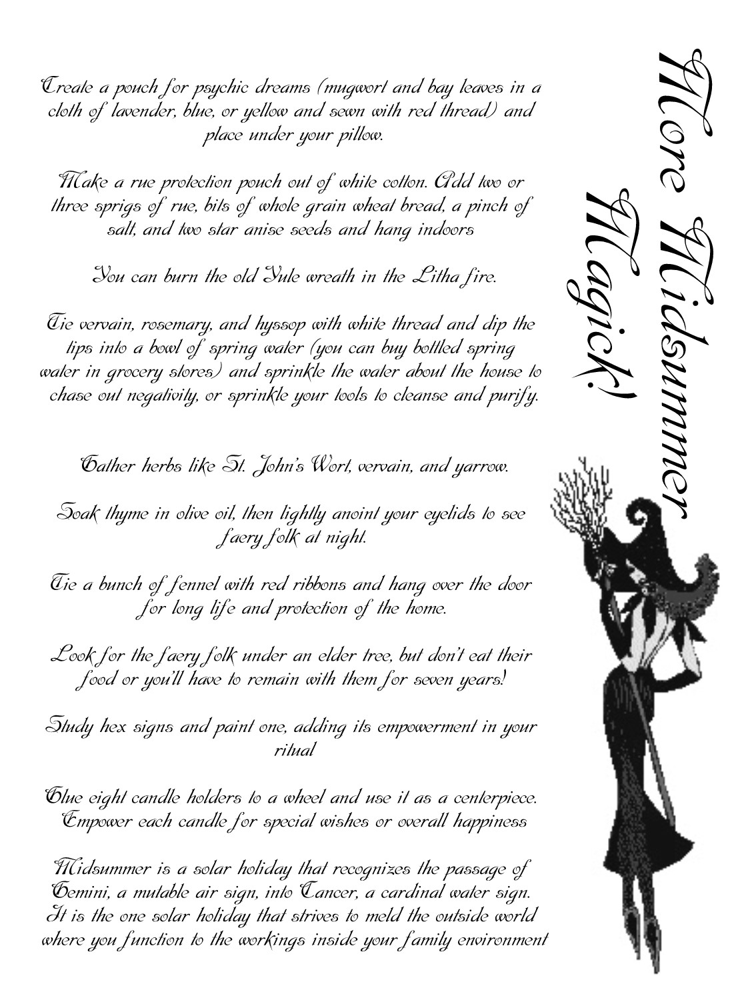 More Midsummer
Magick!
Create a pouch for psychic dreams (mugwort and bay leaves in a
cloth of lavender, blue, or yellow and sewn with red thread) and
place under your pillow.
Make a rue protection pouch out of white cotton. Add two or
three sprigs of rue, bits of whole grain wheat bread, a pinch of
salt, and two star anise seeds and hang indoors
You can burn the old Yule wreath in the Litha fire.
Tie vervain, rosemary, and hyssop with white thread and dip the
tips into a bowl of spring water (you can buy bottled spring
water in grocery stores) and sprinkle the water about the house to
chase out negativity, or sprinkle your tools to cleanse and purify.
Gather herbs like St. John's Wort, vervain, and yarrow.
Soak thyme in olive oil, then lightly anoint your eyelids to see
faery folk at night.
Tie a bunch of fennel with red ribbons and hang over the door
for long life and protection of the home.
Look for the faery folk under an elder tree, but don't eat their
food or you'll have to remain with them for seven years!
Study hex signs and paint one, adding its empowerment in your
ritual
Glue eight candle holders to a wheel and use it as a centerpiece.
Empower each candle for special wishes or overall happiness
Midsummer is a solar holiday that recognizes the passage of
Gemini, a mutable air sign, into Cancer, a cardinal water sign.
It is the one solar holiday that strives to meld the outside world
where you function to the workings inside your family environment